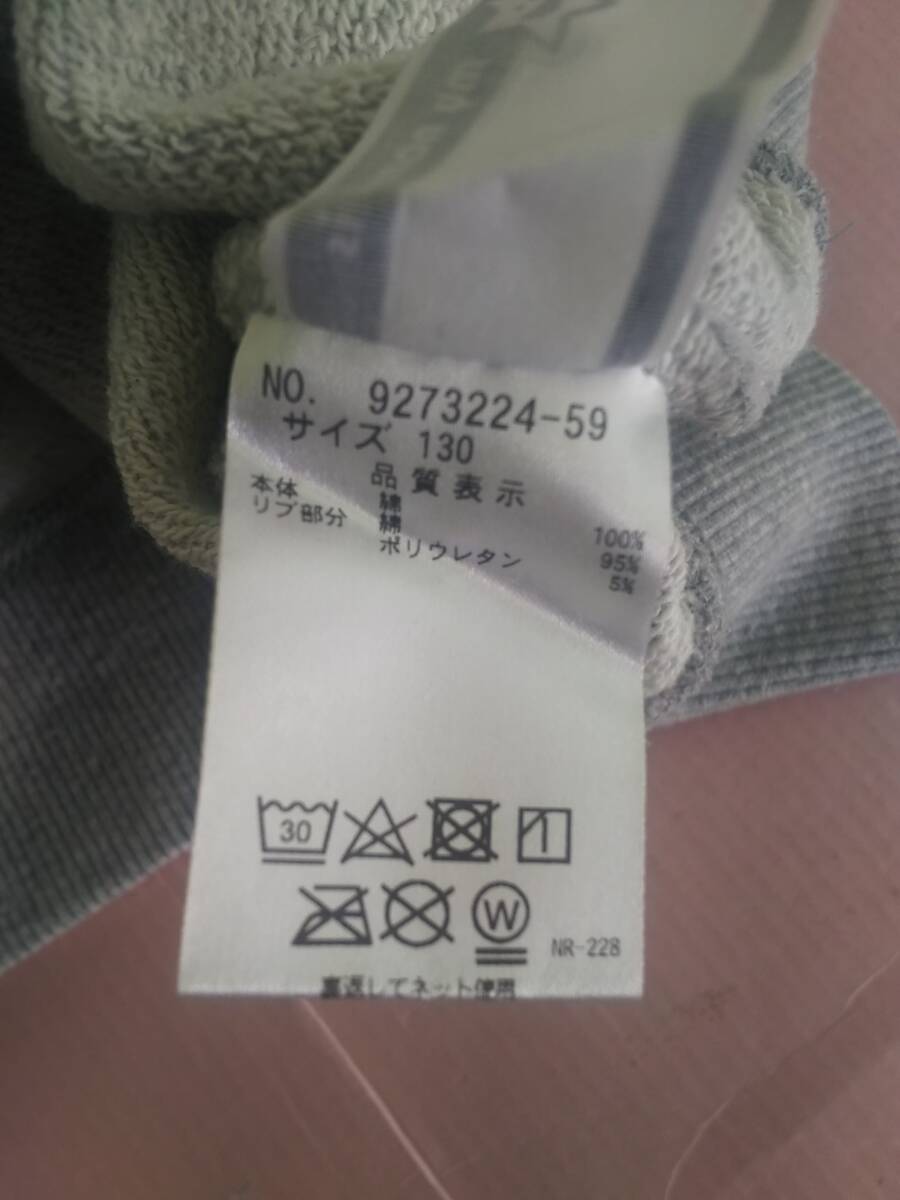 NO. 9273224-59
サイズ 130
品質表示
本体 綿 100%
リブ部分 綿 95%
ポリウレタン 5%
30
W
NR-228
裏返してネット使用